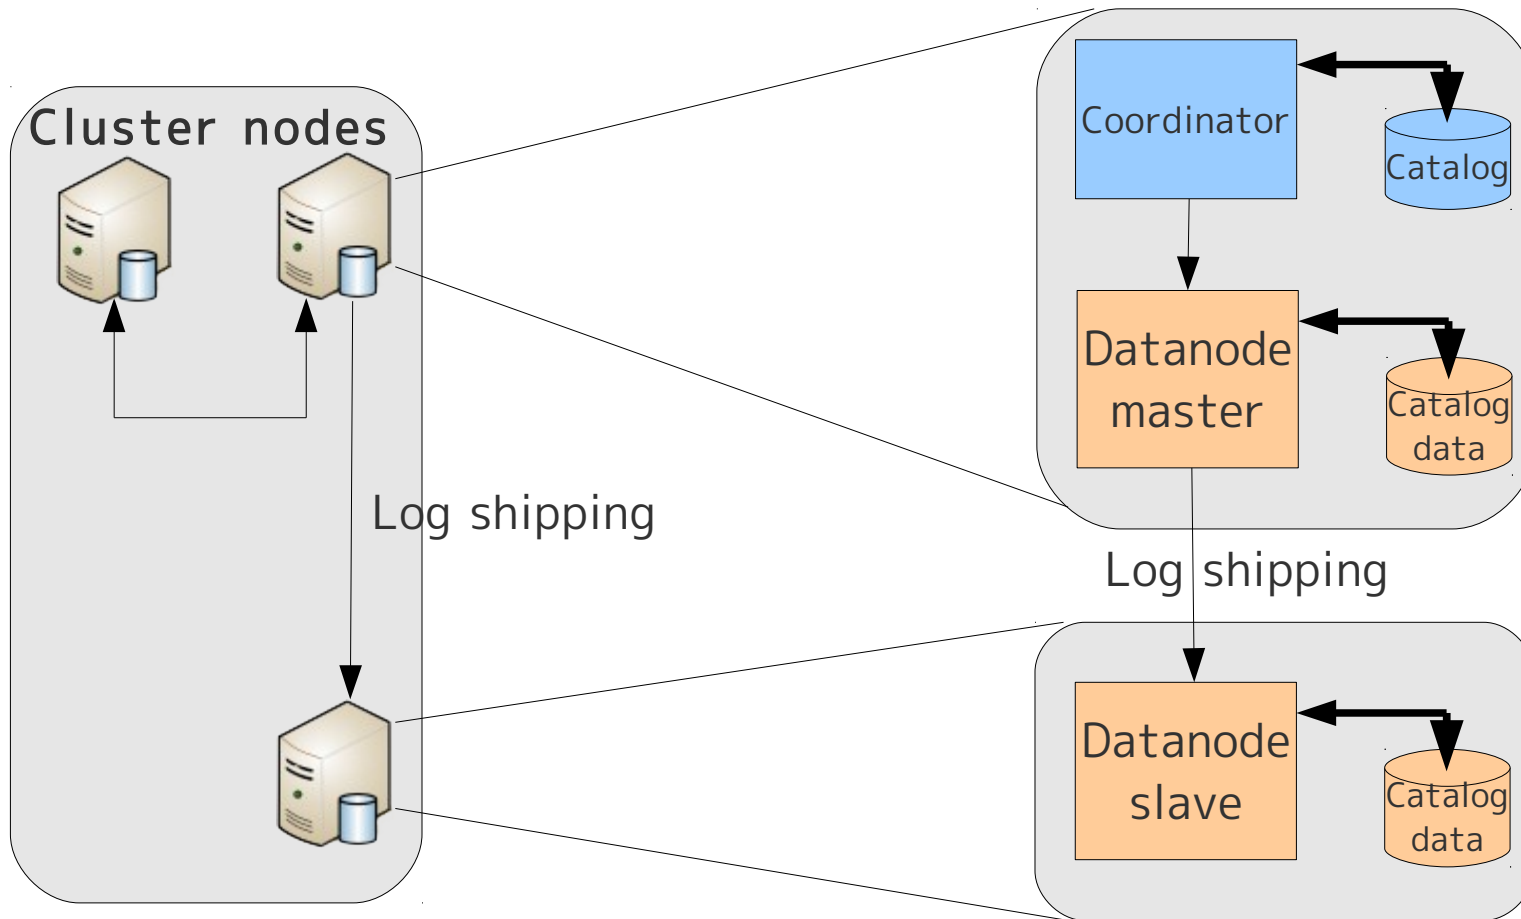 Cluster nodes
Log shipping
Coordinator
Catalog
Datanode
master
Catalog
data
Log shipping
Datanode
slave
Catalog
data